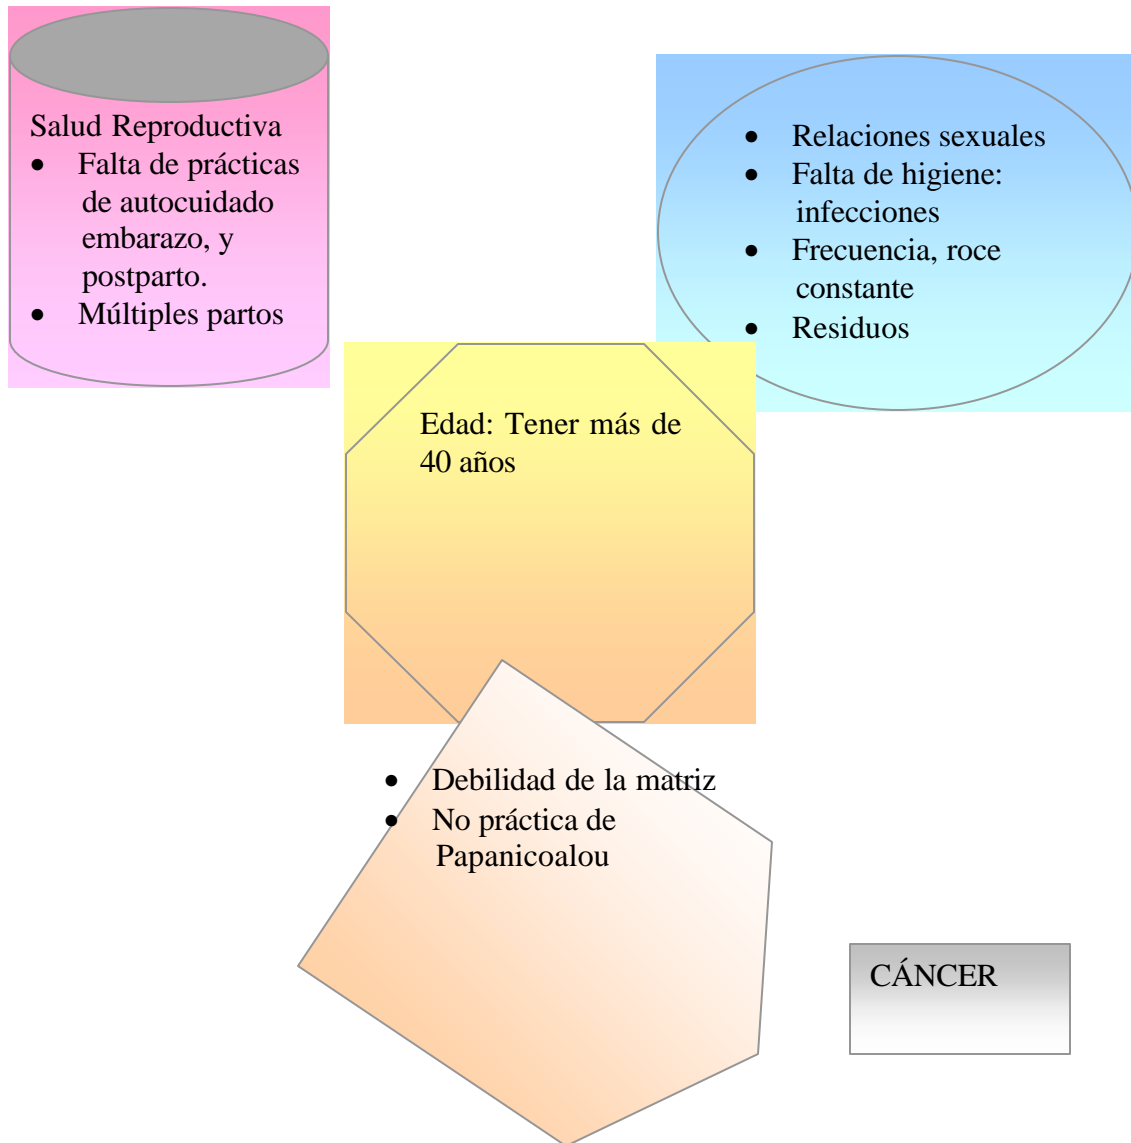 Salud Reproductiva
• Falta de prácticas
de autocuidado
embarazo, y
postparto.
• Múltiples partos
• Relaciones sexuales
• Falta de higiene:
infecciones
• Frecuencia, roce
constante
• Residuos
Edad: Tener más de
40 años
• Debilidad de la matriz
• No práctica de
Papanicoalou
CÁNCER